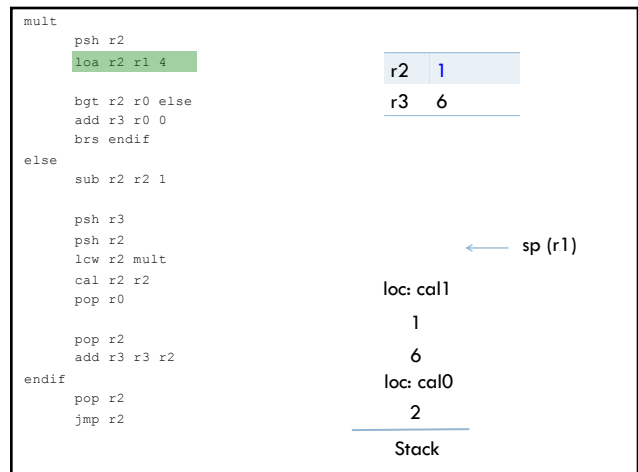 mult
psh r2
loa r2 r1 4
bgt r2 r0 else
add r3 r0 0
brs endif
else
sub r2 r2 1
psh r3
psh r2
lcw r2 mult
cal r2 r2
pop r0
pop r2
add r3 r3 r2
endif
pop r2
jmp r2
r2 1
r3 6
sp (r1)
loc: cal1
1
6
loc: cal0
2
Stack